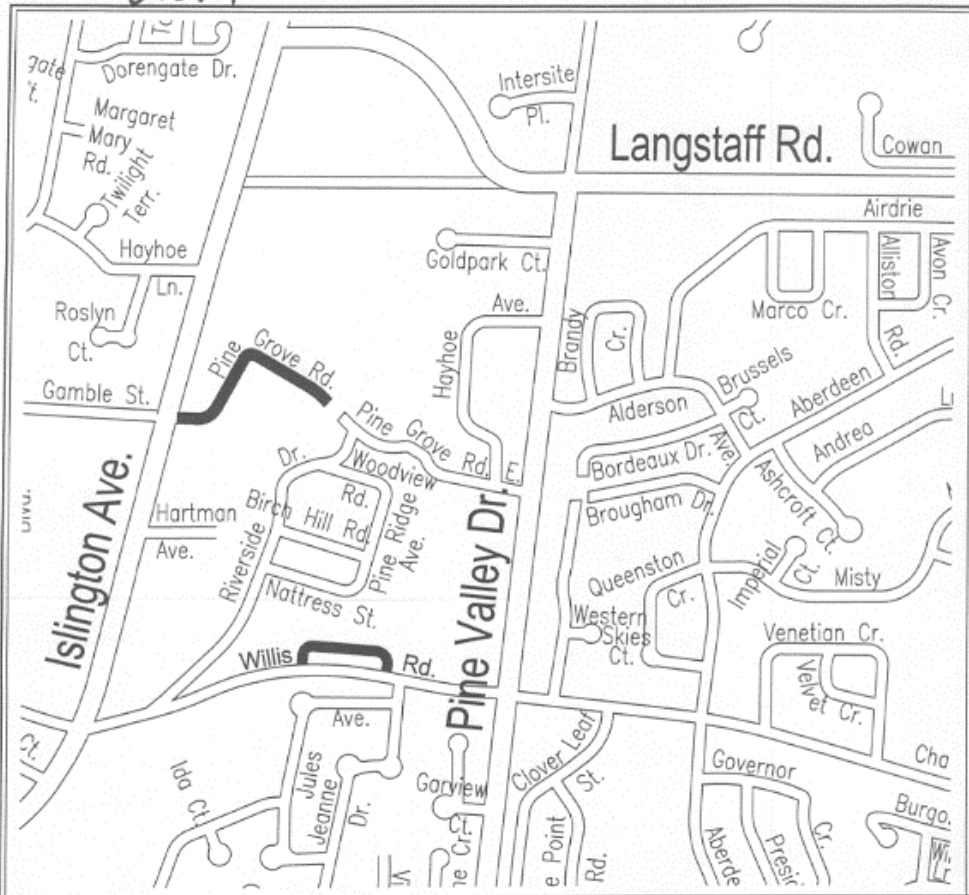 Dorengate Dr.
Margaret
Mary
Rd.
Twilight
Terr.
Hayhoe
Ln.
Roslyn
Ct.
Gamble St.
Pine Grove Rd.
Islington Ave.
Hartman
Ave.
Intersite
Pl.
Langstaff Rd.
Cowan
Airdrie
Goldpark Ct.
Hayhoe
Ave.
Brandy
Cr.
Marco Cr.
Alliston
Rd.
Avon Cr.
Alderson
Ave.
Brussels
Ct.
Aberdeen
Andrea
Ashcroft Ct.
Bordeaux Dr.
Brougham Dr.
Pine Grove Rd. E.
Woodview
Rd.
Birch Hill Rd.
Pine Ridge
Ave.
Riverside
Dr.
Nattress St.
Willis Rd.
Pine Valley Dr.
Queenston
Cr.
Imperial
Ct.
Misty
Western
Skies
Ct.
Venetian Cr.
Velvet Cr.
Ct.
Ida Ct.
Jules
Ave.
Jeanne
Dr.
Garview
Ct.
Clover Leaf
St.
Governor
Cr.
Cha
Burgo.
Aberde
Presi
e Point
Rd.
ne Cr.